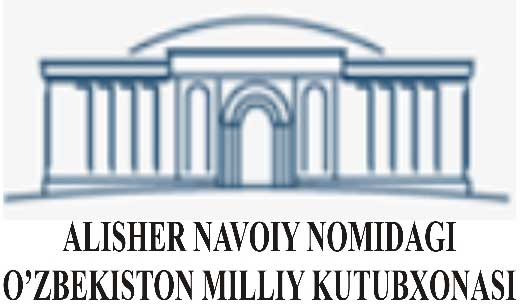 ALISHER NAVOIY NOMIDAGI
O’ZBEKISTON MILLIY KUTUBXONASI